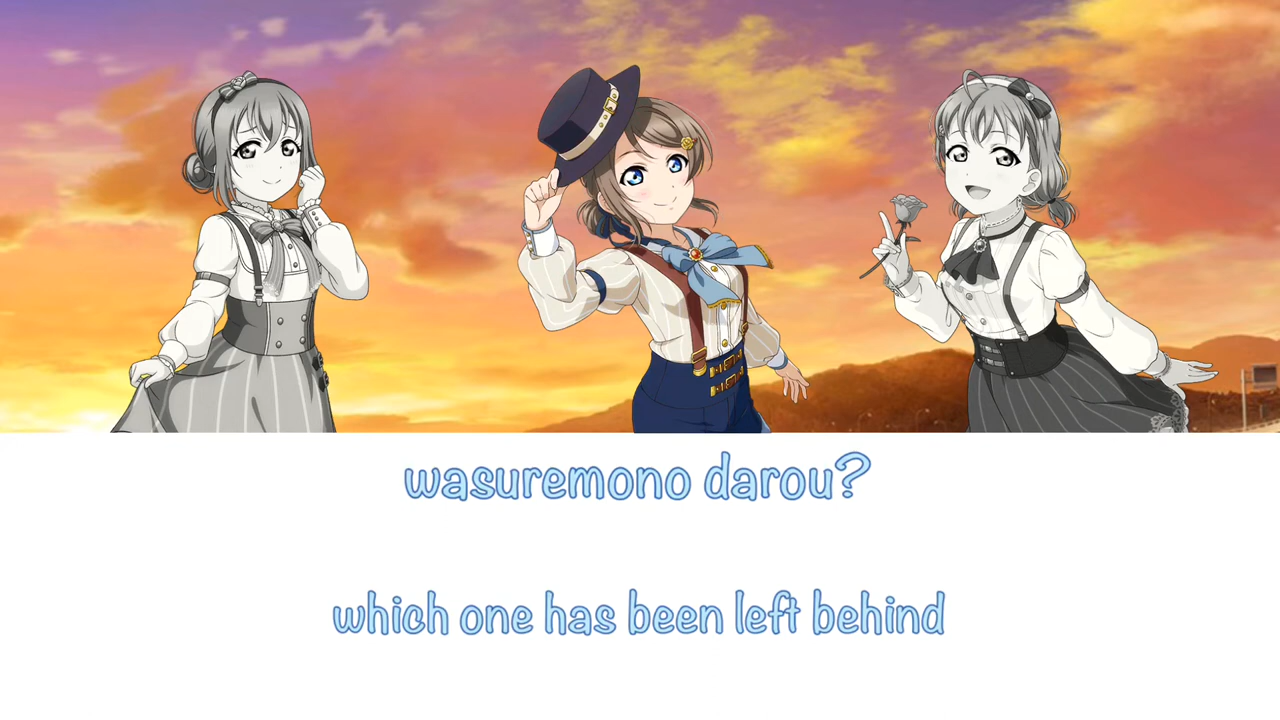 wasuremono darou?
which one has been left behind